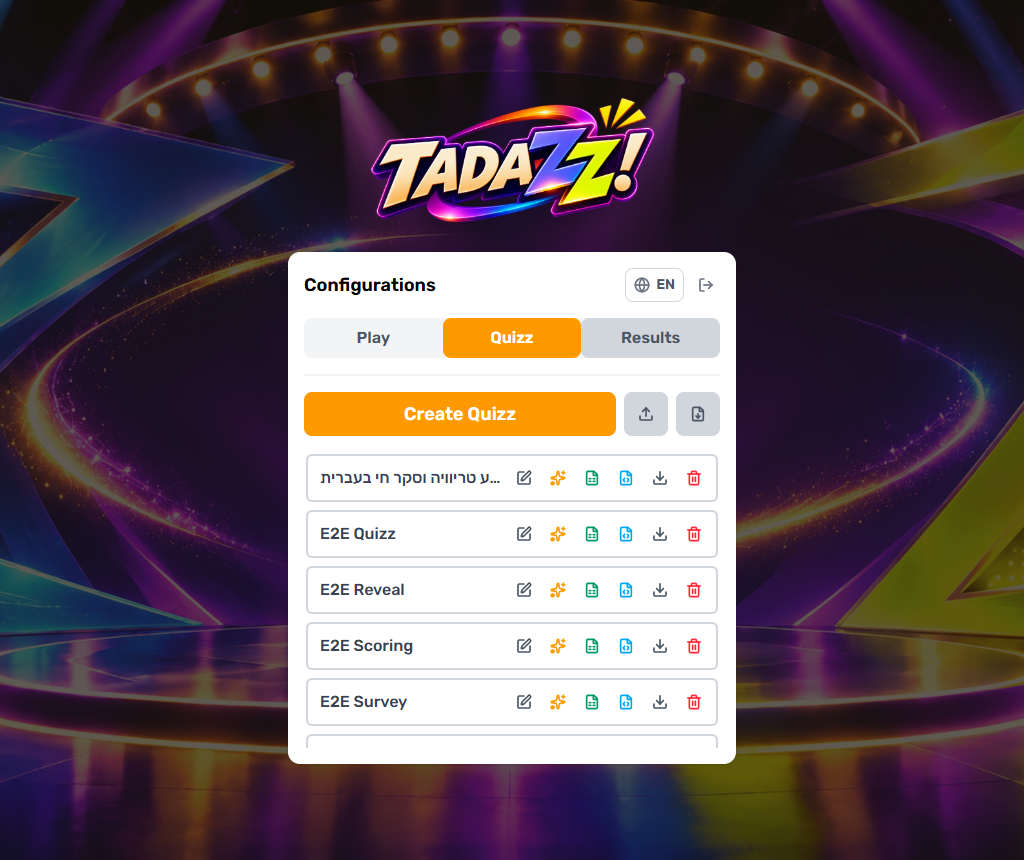 TADAZZ!
Configurations
EN
Play
Quizz
Results
Create Quizz
ע טריוויה וסקר חי בעברית...
E2E Quizz
E2E Reveal
E2E Scoring
E2E Survey